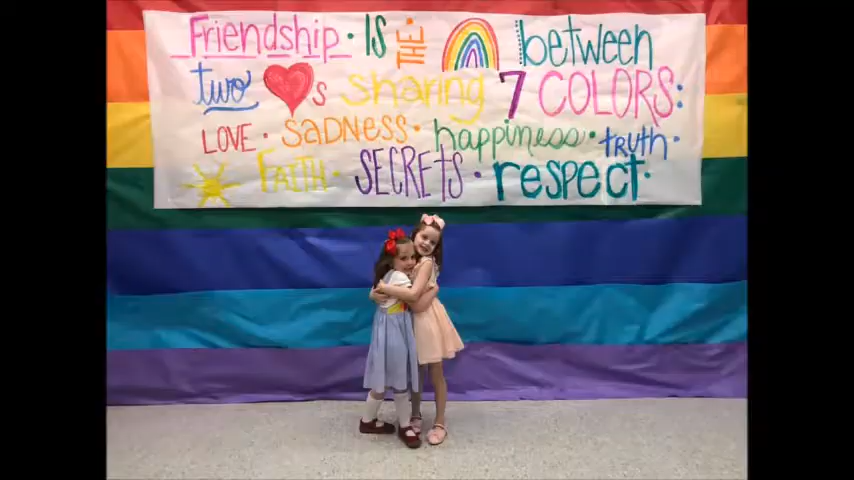 Friendship · IS THE between
two s sharing 7 COLORS:
LOVE · SADNESS · happiness · TRUTH ·
FAITH · SECRETS · respect ·